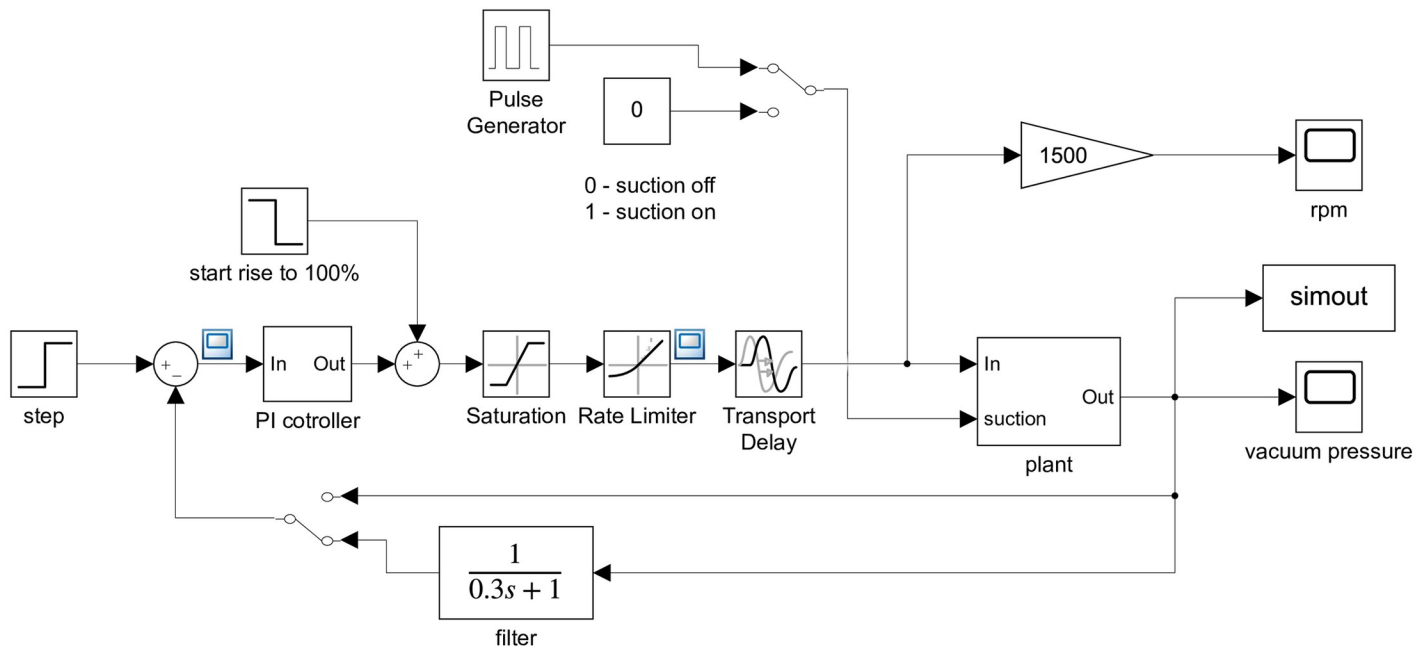 Pulse
Generator
0
0 - suction off
1 - suction on
1500
rpm
start rise to 100%
simout
step
+
−
In
Out
PI cotroller
+
+
Saturation
Rate Limiter
Transport
Delay
In
suction
Out
plant
vacuum pressure
1
0.3s + 1
filter